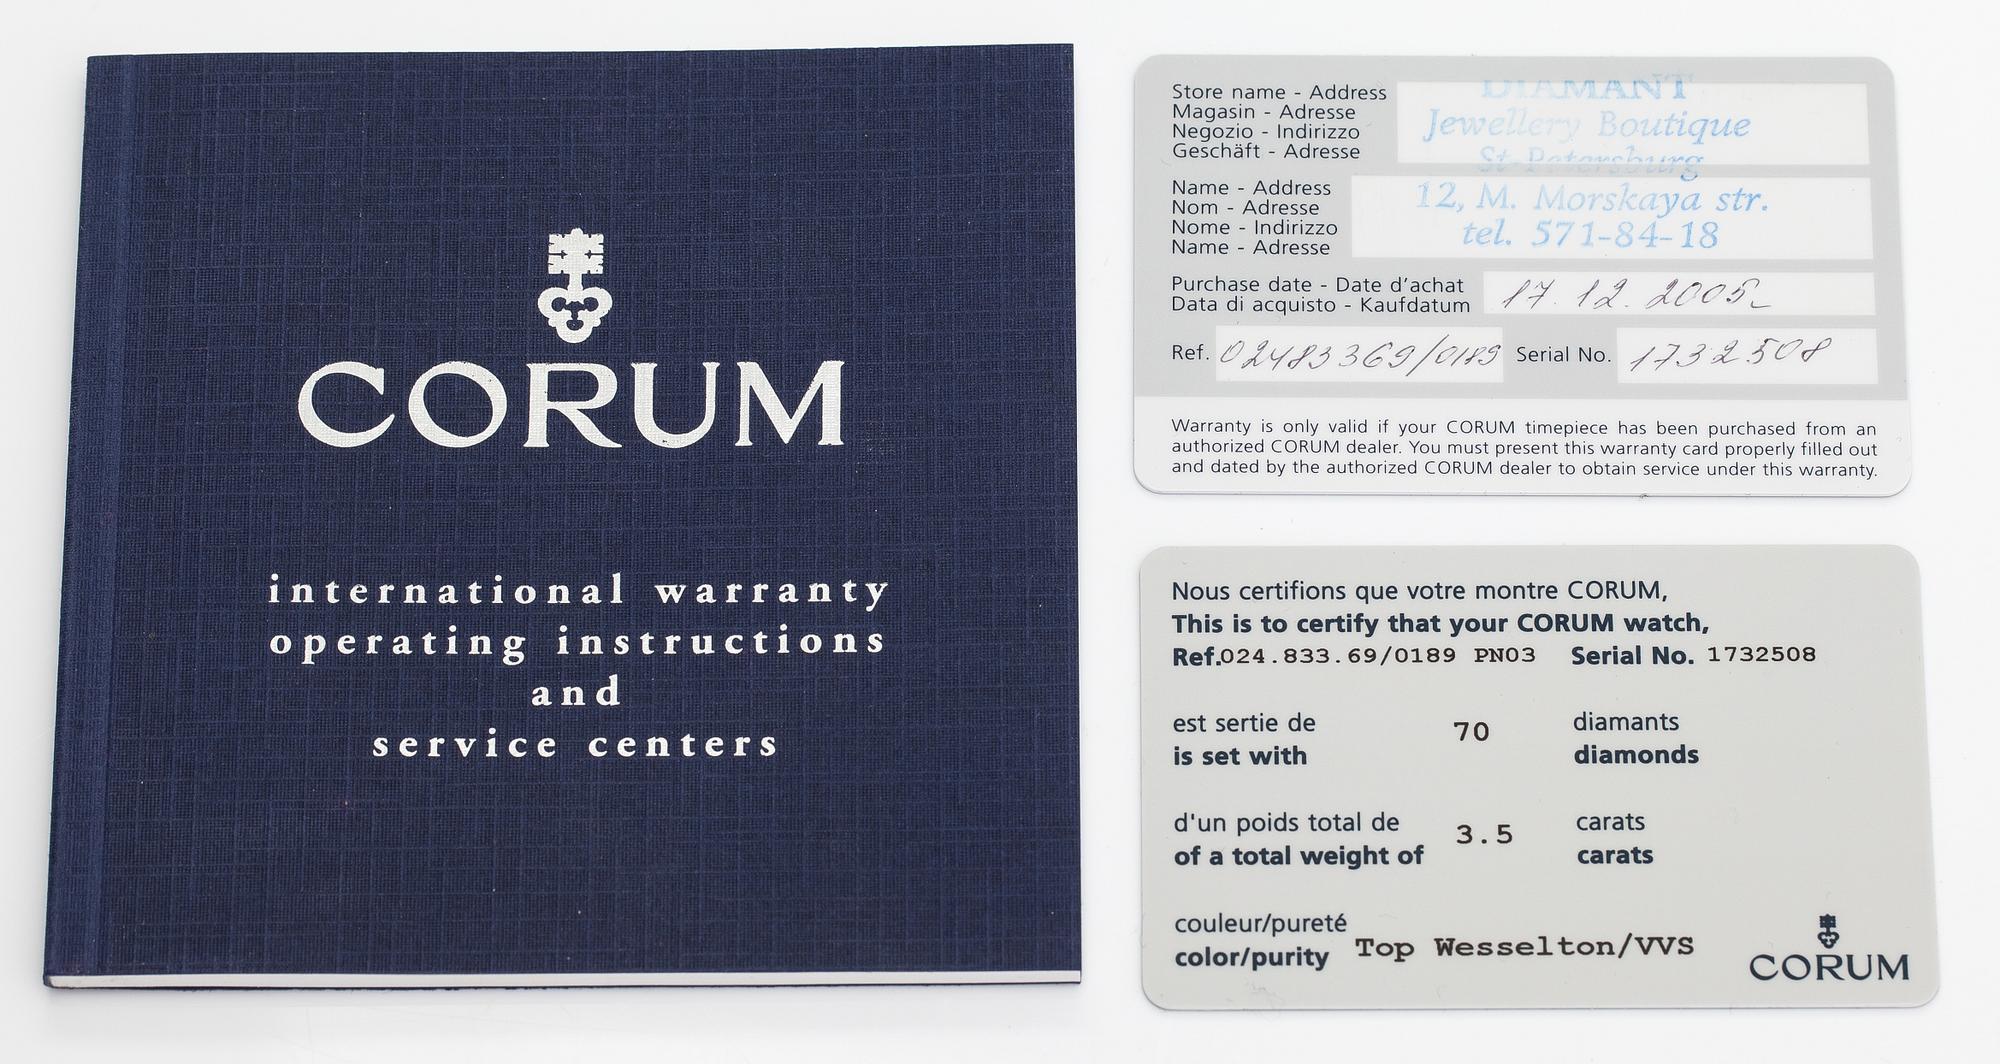 CORUM
international warranty
operating instructions
and
service centers
Store name - Address
Magasin - Adresse
Negozio - Indirizzo
Geschäft - Adresse
DIAMANT
Jewellery Boutique
St-Petersburg
Name - Address
Nom - Adresse
Nome - Indirizzo
Name - Adresse
12, M. Morskaya str.
tel. 571-84-18
Purchase date - Date d'achat
Data di acquisto - Kaufdatum
17.12.2005
Ref. 02483369/0189 Serial No. 1732508
Warranty is only valid if your CORUM timepiece has been purchased from an
authorized CORUM dealer. You must present this warranty card properly filled out
and dated by the authorized CORUM dealer to obtain service under this warranty.
Nous certifions que votre montre CORUM,
This is to certify that your CORUM watch,
Ref.024.833.69/0189 PN03 Serial No. 1732508
est sertie de 70 diamants
is set with diamonds
d'un poids total de 3.5 carats
of a total weight of carats
couleur/pureté
color/purity Top Wesselton/VVS
CORUM